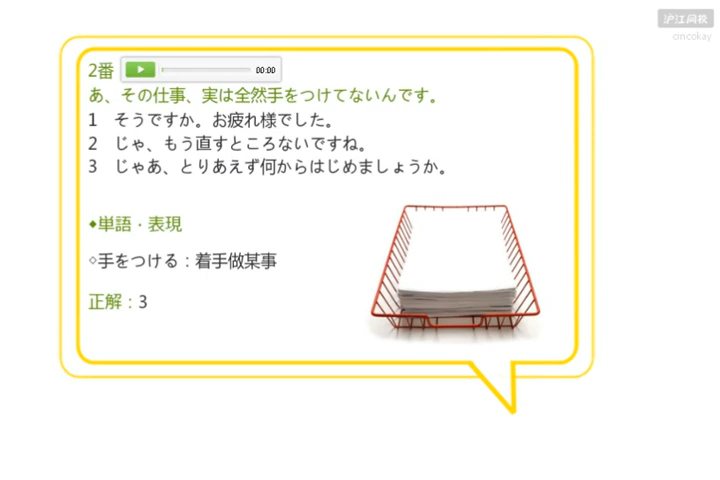 沪江网校
cincokay
2番 00:00
あ、その仕事、実は全然手をつけてないんです。
1 そうですか。お疲れ様でした。
2 じゃ、もう直すところないですね。
3 じゃあ、とりあえず何からはじめましょうか。
◆単語・表現
◇手をつける：着手做某事
正解：3